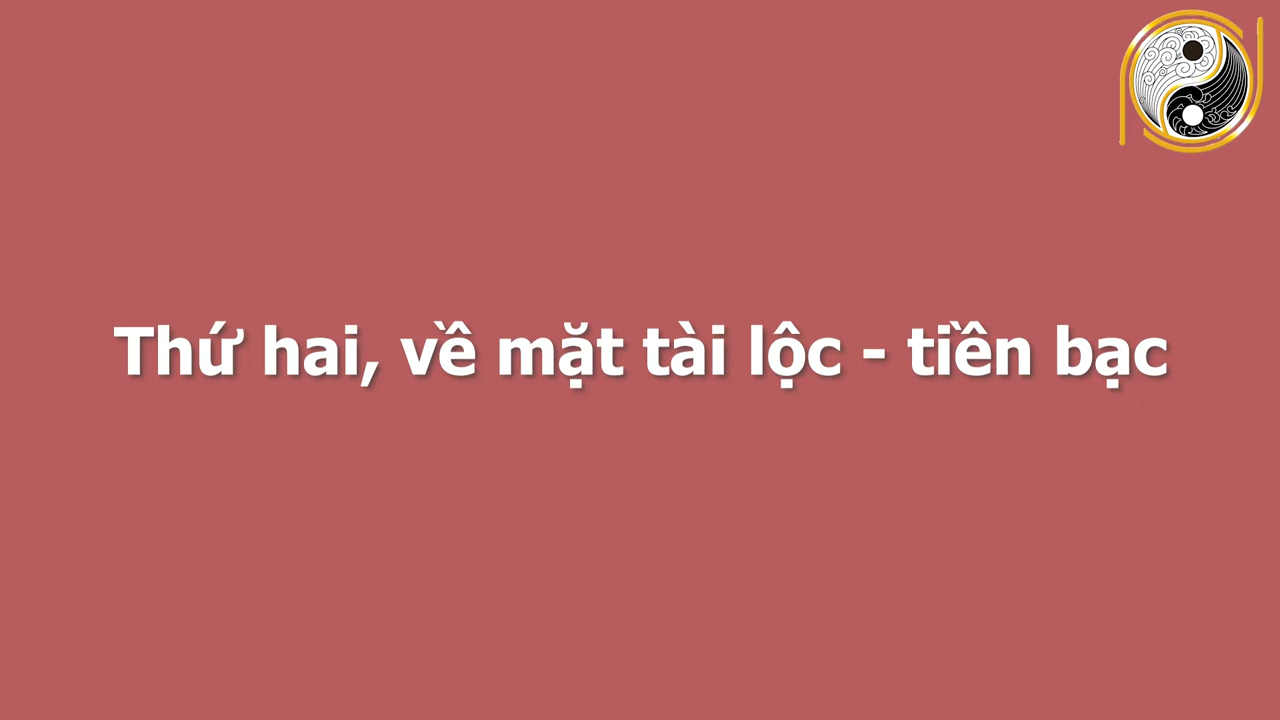 Thứ hai, về mặt tài lộc - tiền bạc